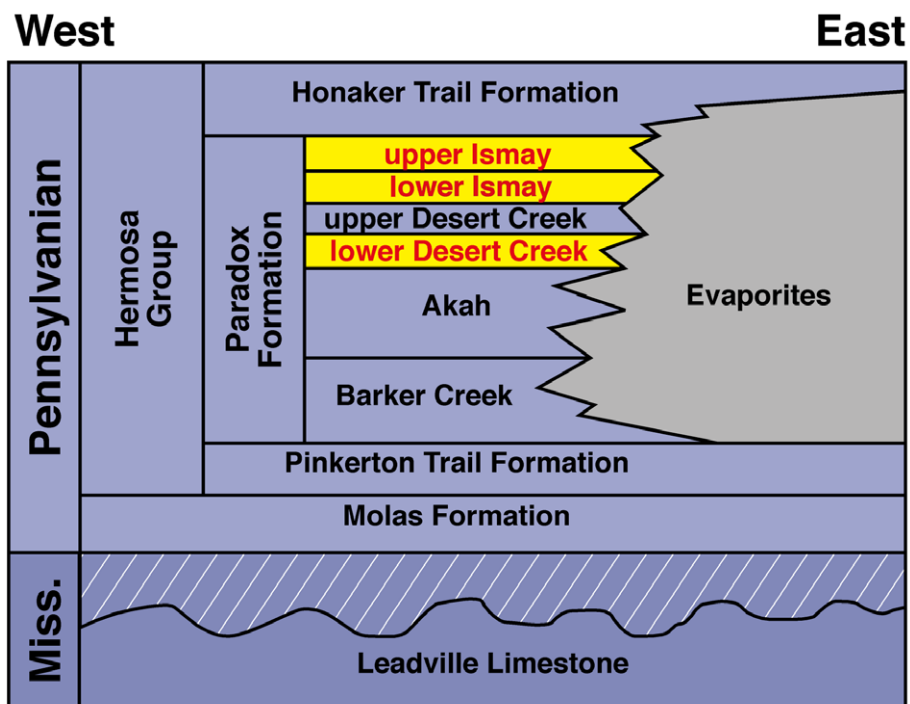 West
East
Pennsylvanian
Hermosa
Group
Honaker Trail Formation
Paradox
Formation
upper Ismay
lower Ismay
upper Desert Creek
lower Desert Creek
Akah
Barker Creek
Evaporites
Pinkerton Trail Formation
Molas Formation
Miss.
Leadville Limestone